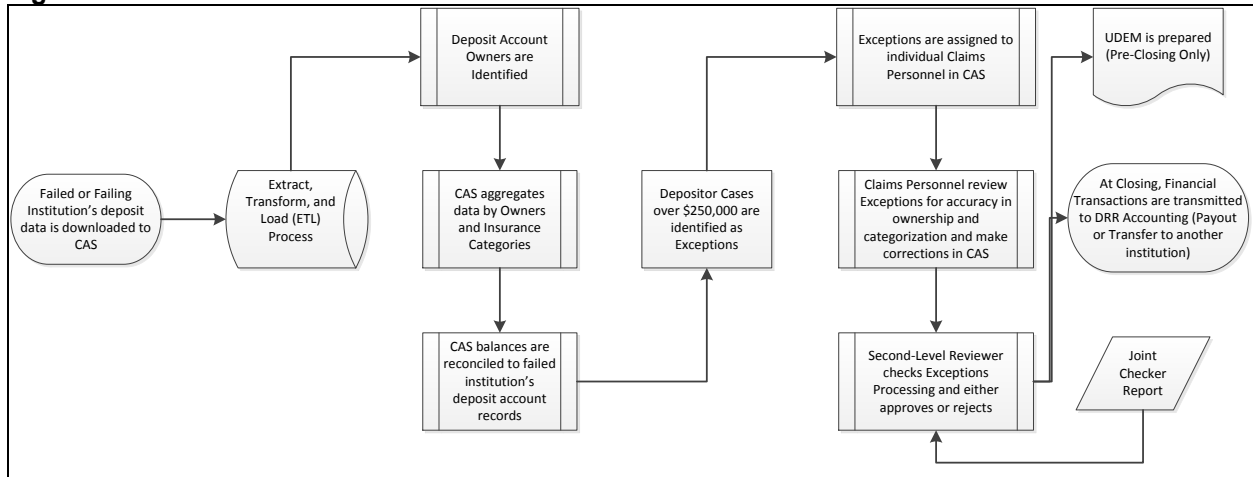 Failed or Failing
Institution's deposit
data is downloaded to
CAS
Extract,
Transform, and
Load (ETL)
Process
Deposit Account
Owners are
Identified
CAS aggregates
data by Owners
and Insurance
Categories
CAS balances are
reconciled to failed
institution's
deposit account
records
Depositor Cases
over $250,000 are
identified as
Exceptions
Exceptions are assigned to
individual Claims Personnel in
CAS
Claims Personnel review
Exceptions for accuracy in
ownership and
categorization and make
corrections in CAS
Second-Level Reviewer
checks Exceptions
Processing and either
approves or rejects
UDEM is prepared
(Pre-Closing Only)
At Closing, Financial
Transactions are transmitted
to DRR Accounting (Payout
or Transfer to another
institution)
Joint
Checker
Report